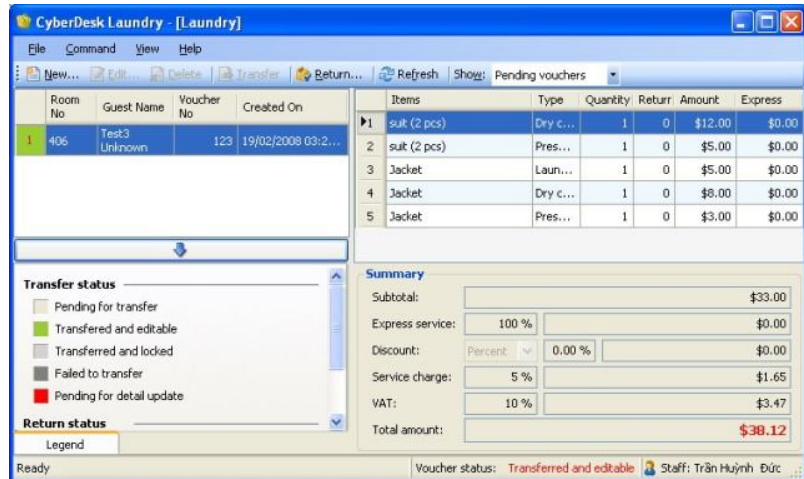 CyberDesk Laundry - [Laundry]
File Command View Help
New... Edit... Delete Transfer Return... Refresh Show: Pending vouchers
Room No Guest Name Voucher No Created On
1 406 Test3 Unknown 123 19/02/2008 03:2...
Items Type Quantity Returr Amount Express
1 suit (2 pcs) Dry c... 1 0 $12.00 $0.00
2 suit (2 pcs) Pres... 1 0 $5.00 $0.00
3 Jacket Laun... 1 0 $5.00 $0.00
4 Jacket Dry c... 1 0 $8.00 $0.00
5 Jacket Pres... 1 0 $3.00 $0.00
Transfer status
Pending for transfer
Transfered and editable
Transferred and locked
Failed to transfer
Pending for detail update
Return status
Legend
Summary
Subtotal: $33.00
Express service: 100 % $0.00
Discount: Percent 0.00 % $0.00
Service charge: 5 % $1.65
VAT: 10 % $3.47
Total amount: $38.12
Ready Voucher status: Transferred and editable Staff: Trần Huỳnh Đức